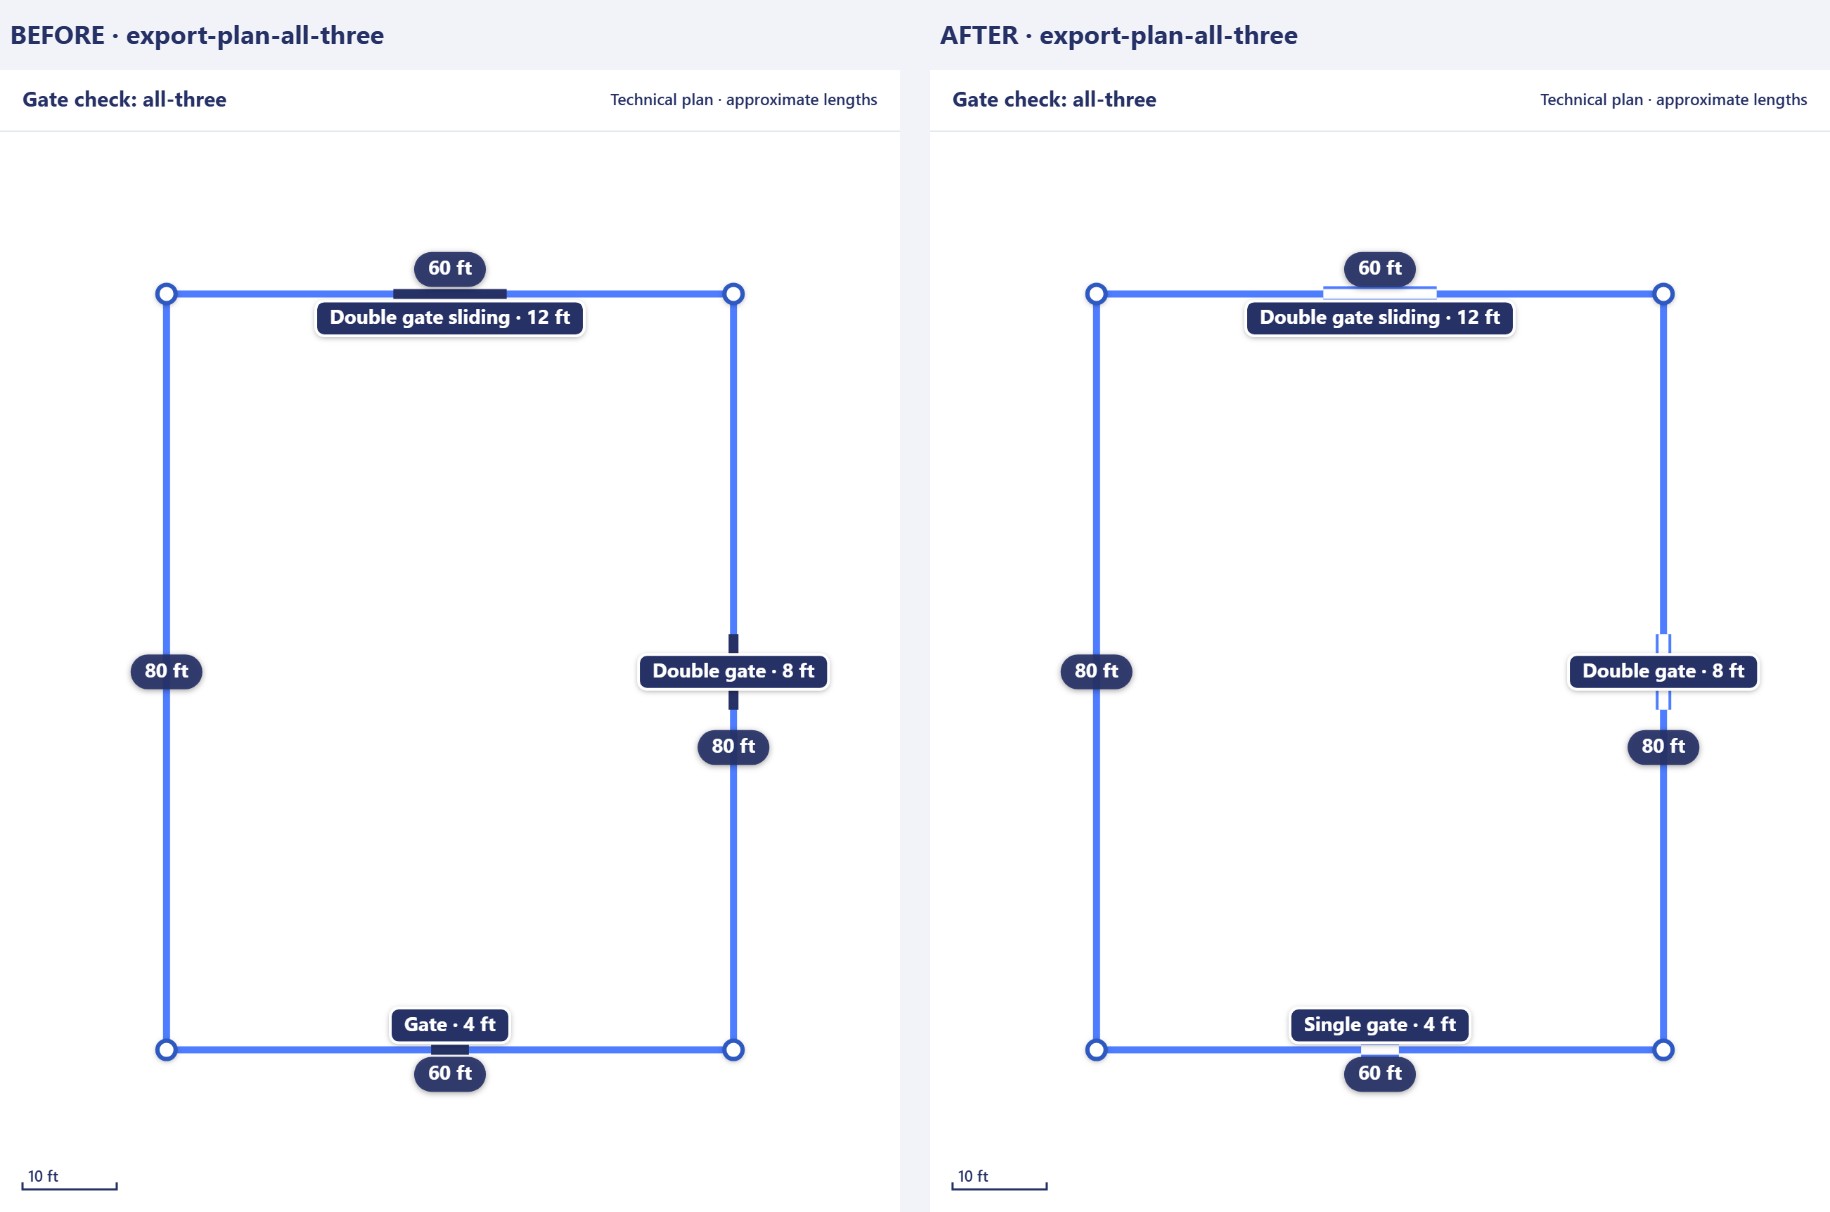 BEFORE · export-plan-all-three
Gate check: all-three
Technical plan · approximate lengths
60 ft
Double gate sliding · 12 ft
80 ft
Double gate · 8 ft
80 ft
Gate · 4 ft
60 ft
10 ft
AFTER · export-plan-all-three
Gate check: all-three
Technical plan · approximate lengths
60 ft
Double gate sliding · 12 ft
80 ft
Double gate · 8 ft
80 ft
Single gate · 4 ft
60 ft
10 ft